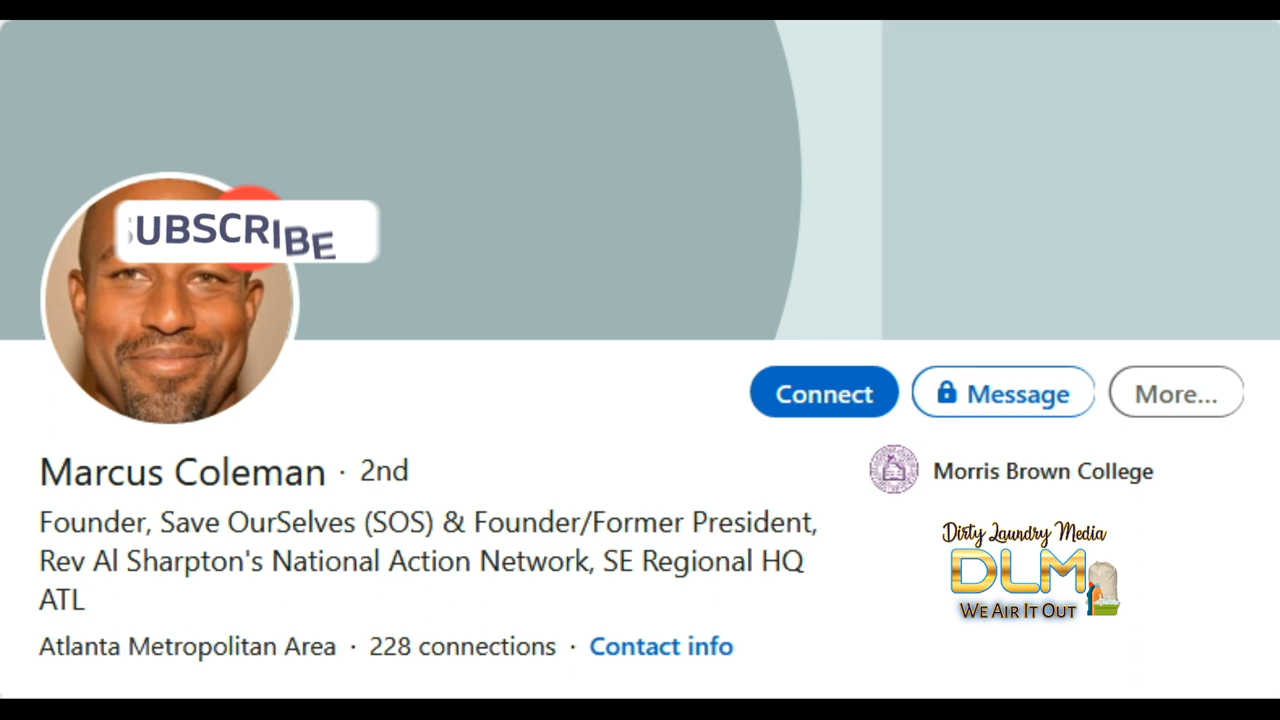 SUBSCRIBE
Connect
Message
More...
Marcus Coleman · 2nd
Morris Brown College
Founder, Save OurSelves (SOS) & Founder/Former President,
Rev Al Sharpton's National Action Network, SE Regional HQ
ATL
Dirty Laundry Media
DLM
WE AIR IT OUT
Atlanta Metropolitan Area · 228 connections · Contact info